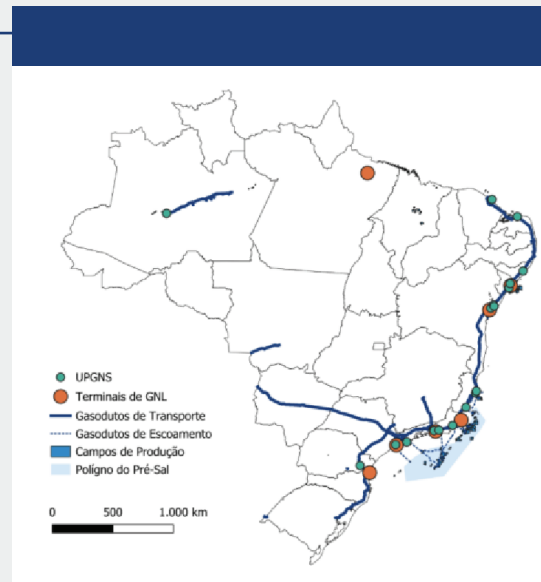 UPGNS
Terminais de GNL
Gasodutos de Transporte
Gasodutos de Escoamento
Campos de Produção
Polígno do Pré-Sal
0 500 1.000 km